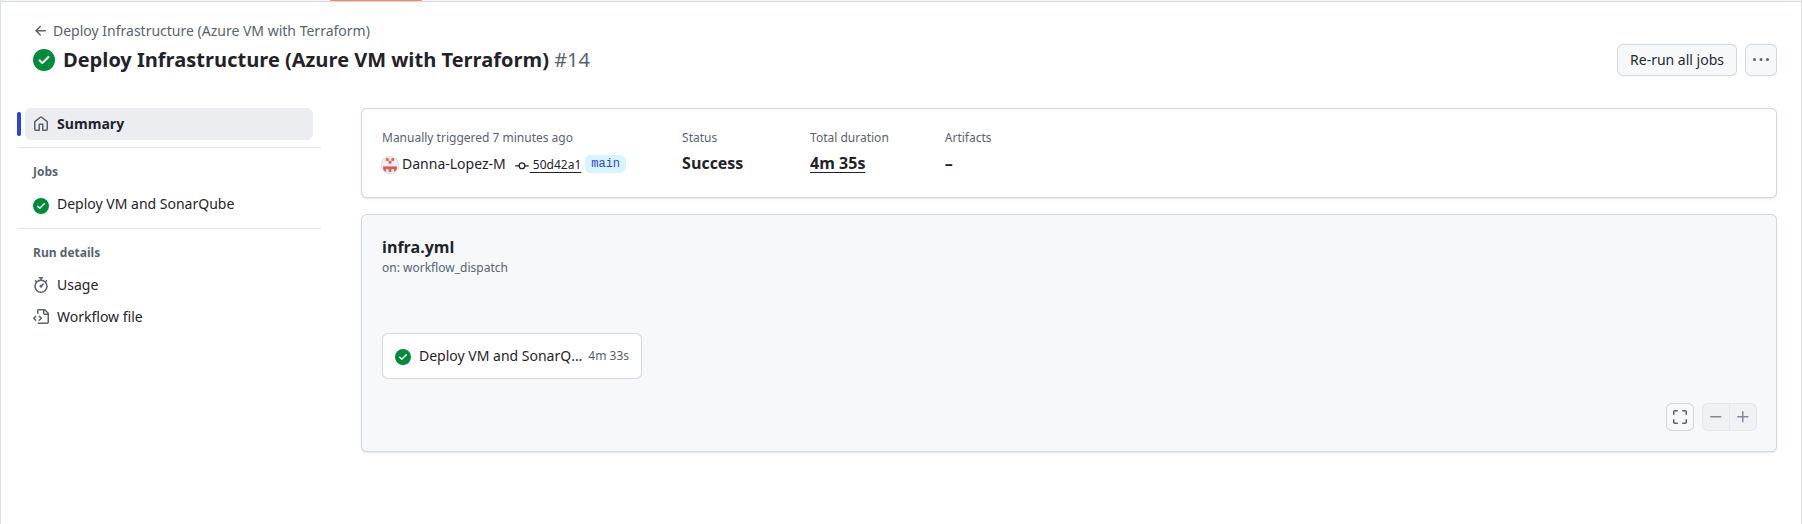 Deploy Infrastructure (Azure VM with Terraform)
Deploy Infrastructure (Azure VM with Terraform) #14
Re-run all jobs
Summary
Jobs
Deploy VM and SonarQube
Run details
Usage
Workflow file
Manually triggered 7 minutes ago
Danna-Lopez-M 50d42a1 main
Status
Success
Total duration
4m 35s
Artifacts
–
infra.yml
on: workflow_dispatch
Deploy VM and SonarQ... 4m 33s